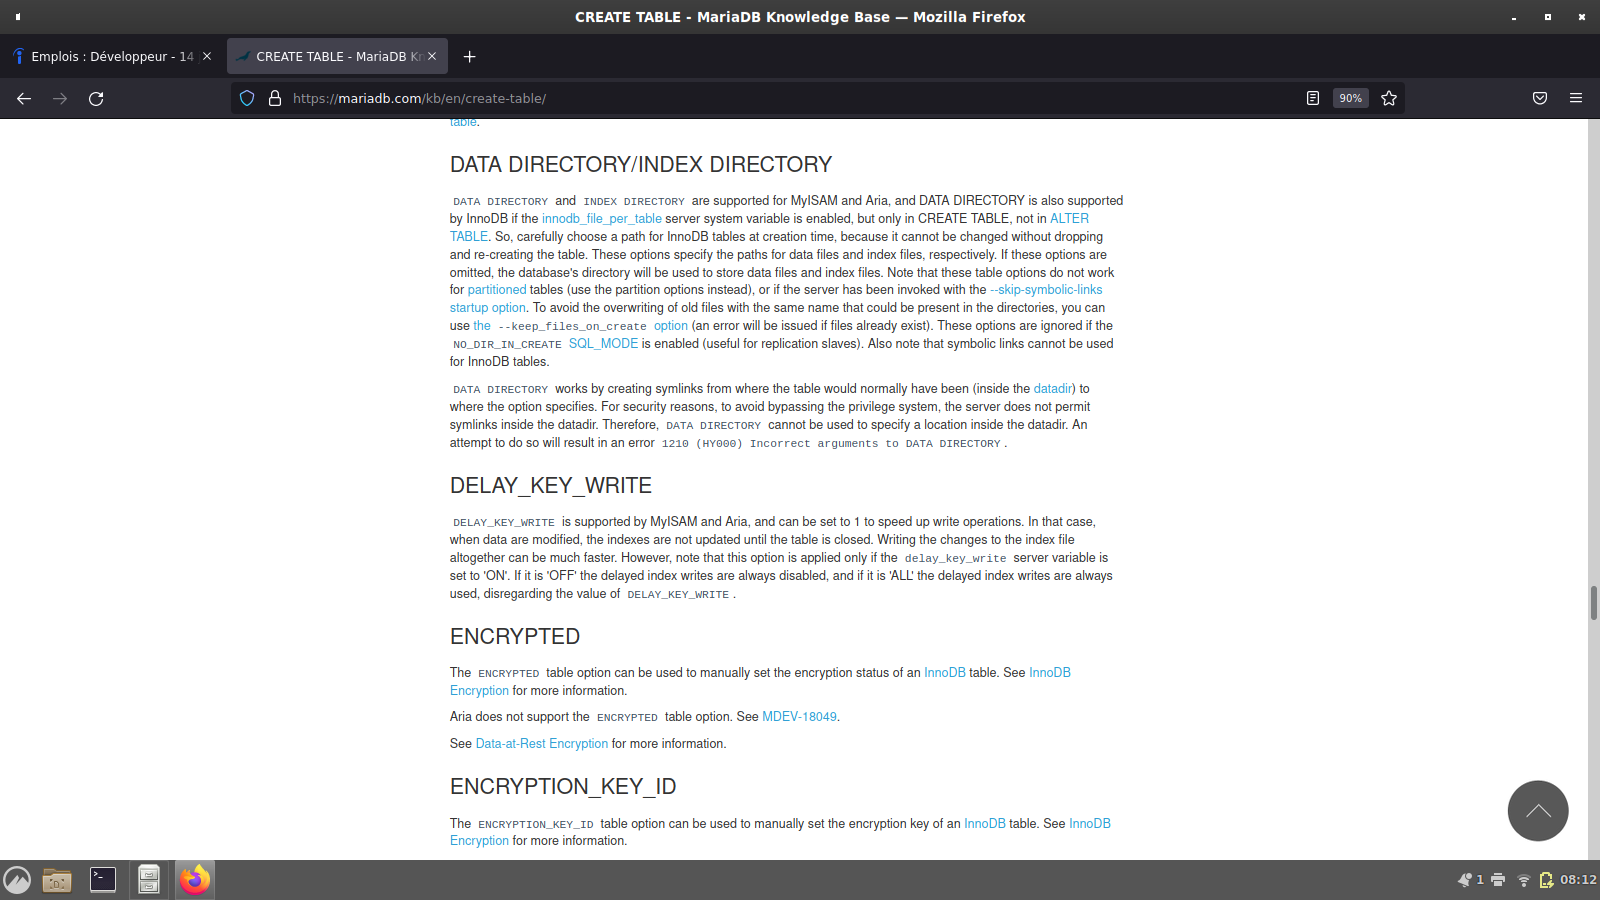 CREATE TABLE - MariaDB Knowledge Base — Mozilla Firefox
Emplois : Développeur - 14
CREATE TABLE - MariaDB Kn
https://mariadb.com/kb/en/create-table/
90%
table.
DATA DIRECTORY/INDEX DIRECTORY
DATA DIRECTORY and INDEX DIRECTORY are supported for MyISAM and Aria, and DATA DIRECTORY is also supported
by InnoDB if the innodb_file_per_table server system variable is enabled, but only in CREATE TABLE, not in ALTER
TABLE. So, carefully choose a path for InnoDB tables at creation time, because it cannot be changed without dropping
and re-creating the table. These options specify the paths for data files and index files, respectively. If these options are
omitted, the database's directory will be used to store data files and index files. Note that these table options do not work
for partitioned tables (use the partition options instead), or if the server has been invoked with the --skip-symbolic-links
startup option. To avoid the overwriting of old files with the same name that could be present in the directories, you can
use the --keep_files_on_create option (an error will be issued if files already exist). These options are ignored if the
NO_DIR_IN_CREATE SQL_MODE is enabled (useful for replication slaves). Also note that symbolic links cannot be used
for InnoDB tables.
DATA DIRECTORY works by creating symlinks from where the table would normally have been (inside the datadir) to
where the option specifies. For security reasons, to avoid bypassing the privilege system, the server does not permit
symlinks inside the datadir. Therefore, DATA DIRECTORY cannot be used to specify a location inside the datadir. An
attempt to do so will result in an error 1210 (HY000) Incorrect arguments to DATA DIRECTORY.
DELAY_KEY_WRITE
DELAY_KEY_WRITE is supported by MyISAM and Aria, and can be set to 1 to speed up write operations. In that case,
when data are modified, the indexes are not updated until the table is closed. Writing the changes to the index file
altogether can be much faster. However, note that this option is applied only if the delay_key_write server variable is
set to 'ON'. If it is 'OFF' the delayed index writes are always disabled, and if it is 'ALL' the delayed index writes are always
used, disregarding the value of DELAY_KEY_WRITE.
ENCRYPTED
The ENCRYPTED table option can be used to manually set the encryption status of an InnoDB table. See InnoDB
Encryption for more information.
Aria does not support the ENCRYPTED table option. See MDEV-18049.
See Data-at-Rest Encryption for more information.
ENCRYPTION_KEY_ID
The ENCRYPTION_KEY_ID table option can be used to manually set the encryption key of an InnoDB table. See InnoDB
Encryption for more information.
1
08:12